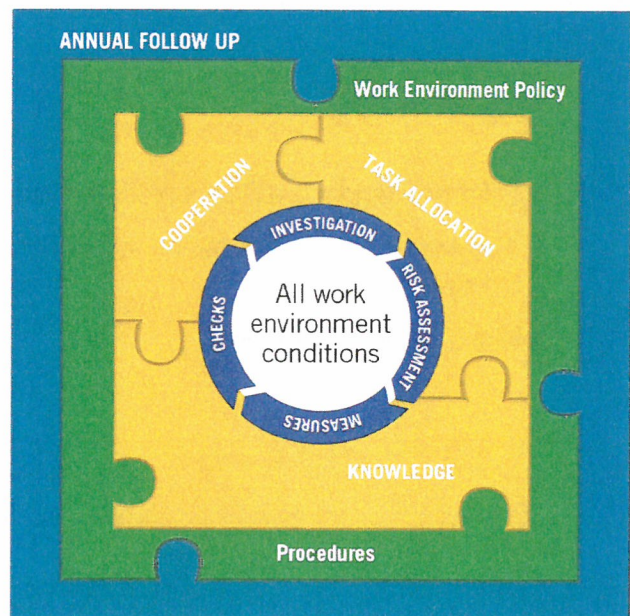 ANNUAL FOLLOW UP
Work Environment Policy
COOPERATION
TASK ALLOCATION
INVESTIGATION
RISK ASSESSMENT
MEASURES
CHECKS
All work
environment
conditions
KNOWLEDGE
Procedures